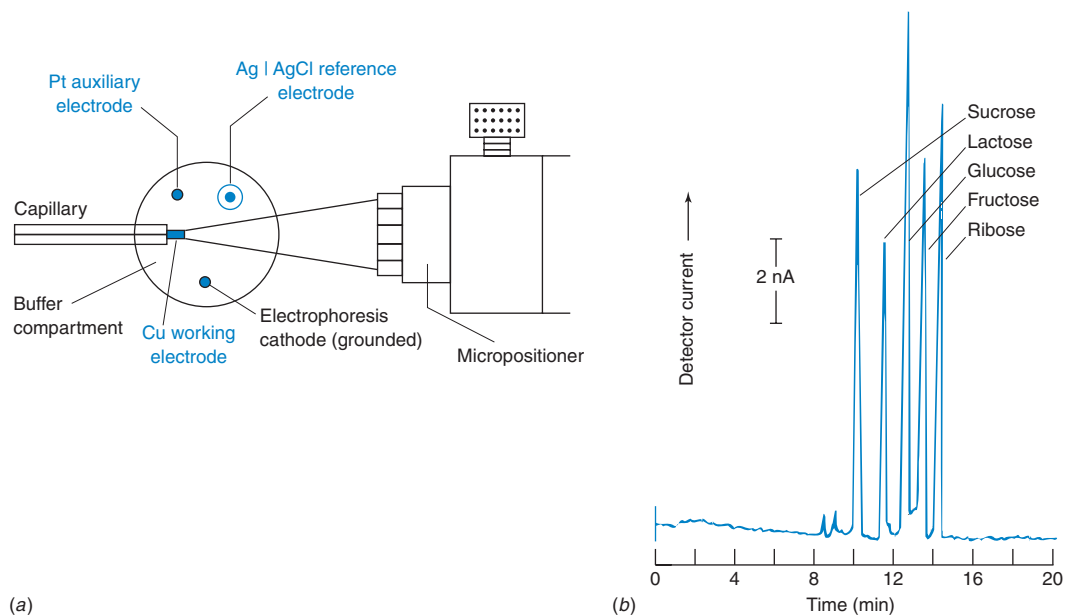 Pt auxiliary
electrode
Ag | AgCl reference
electrode
Capillary
Buffer
compartment
Cu working
electrode
Electrophoresis
cathode (grounded)
Micropositioner
(a)
Detector current
2 nA
Sucrose
Lactose
Glucose
Fructose
Ribose
0 4 8 12 16 20
Time (min)
(b)